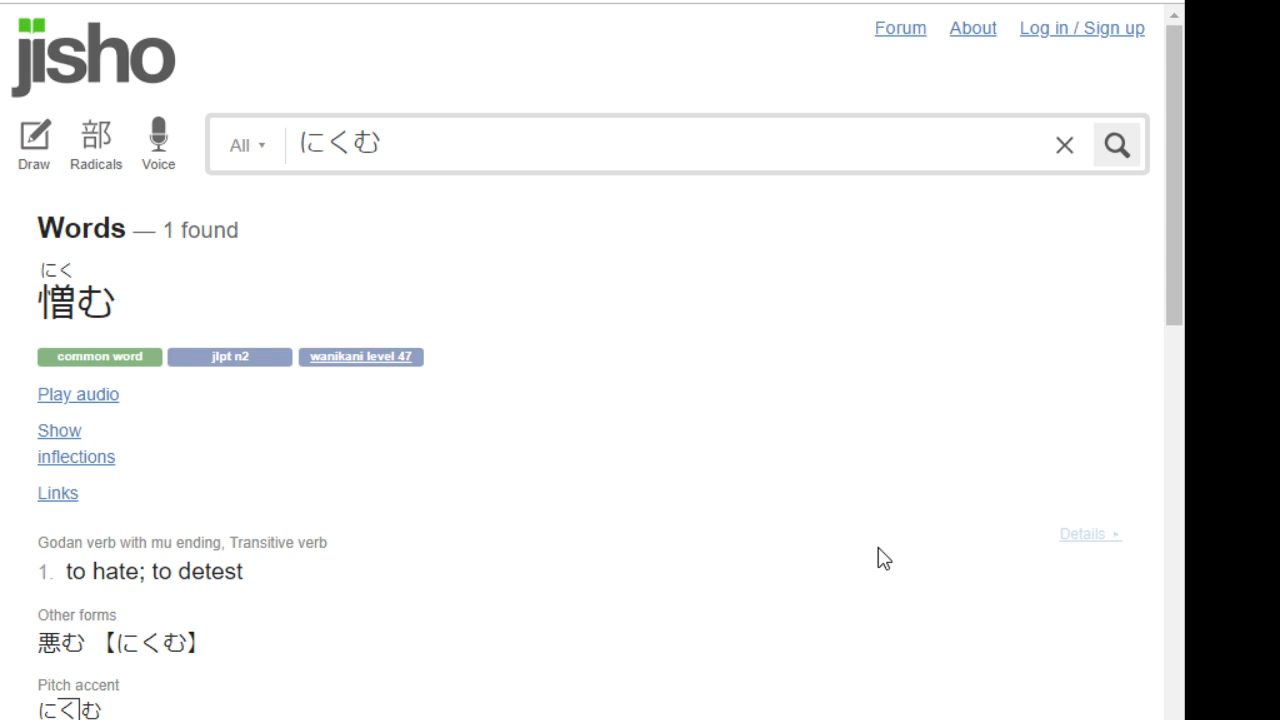 jisho
Forum About Log in / Sign up
Draw
部 Radicals
Voice
All ▾ にくむ
Words — 1 found
にく
憎む
common word jlpt n2 wanikani level 47
Play audio
Show
inflections
Links
Details ▸
Godan verb with mu ending, Transitive verb
1. to hate; to detest
Other forms
悪む 【にくむ】
Pitch accent
にくむ